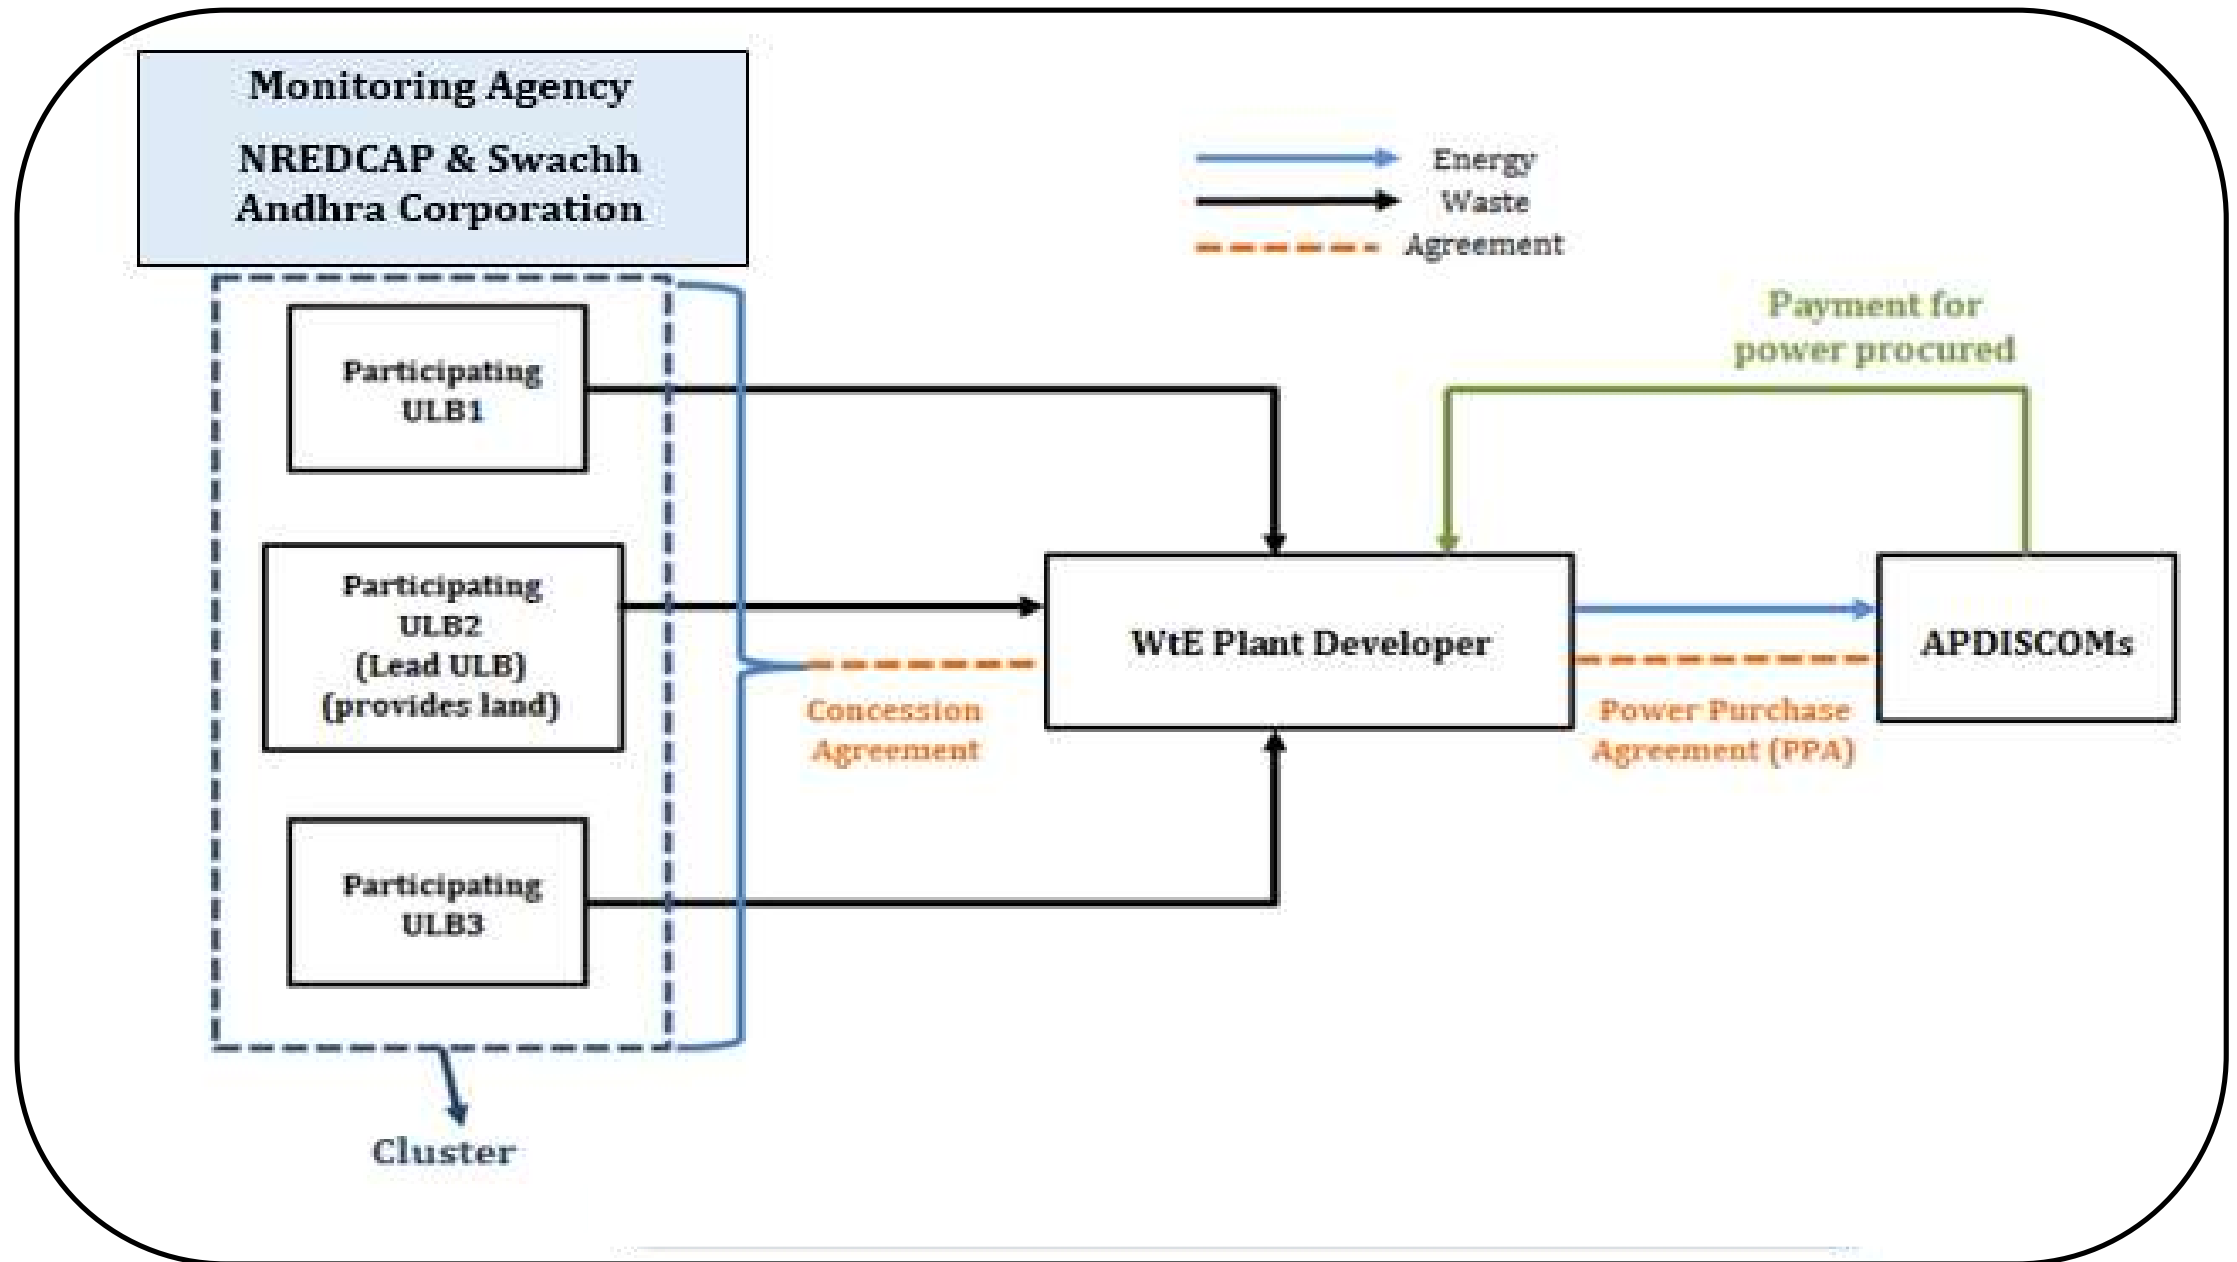 Monitoring Agency
NREDCAP & Swachh
Andhra Corporation
Energy
Waste
Agreement
Payment for
power procured
Participating
ULB1
Participating
ULB2
(Lead ULB)
(provides land)
WtE Plant Developer
APDISCOMs
Concession
Agreement
Power Purchase
Agreement (PPA)
Participating
ULB3
Cluster